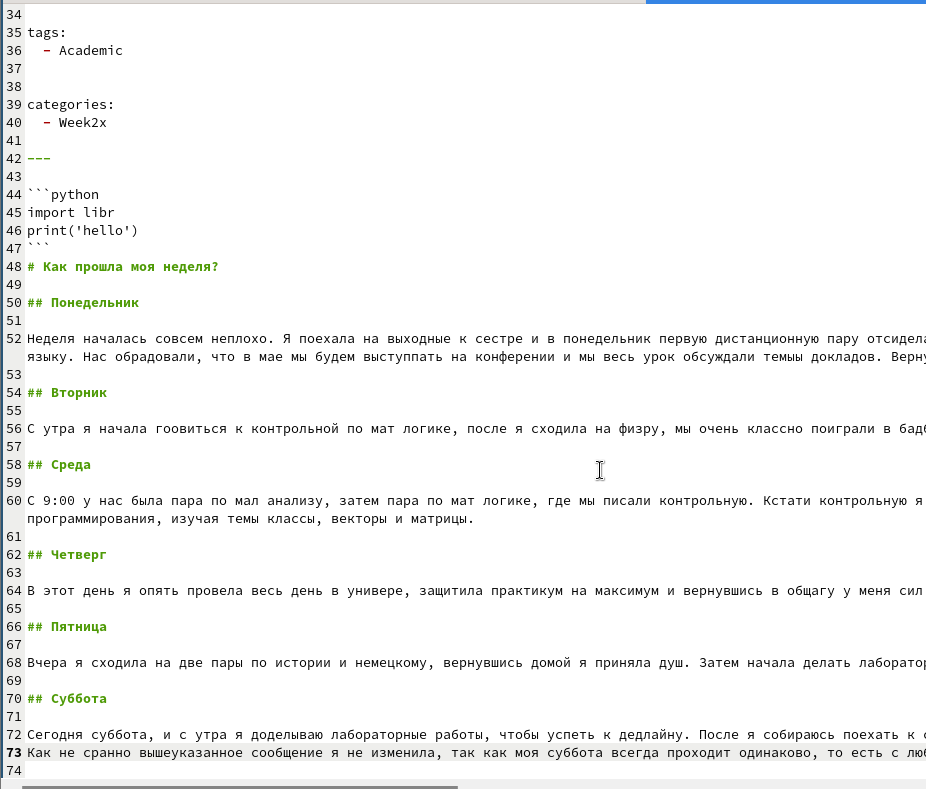 34
35 tags:
36   - Academic
37
38
39 categories:
40   - Week2x
41
42 ---
43
44 ```python
45 import libr
46 print('hello')
47 ```
48 # Как прошла моя неделя?
49
50 ## Понедельник
51
52 Неделя началась совсем неплохо. Я поехала на выходные к сестре и в понедельник первую дистанционную пару отсидела
языку. Нас обрадовали, что в мае мы будем выступпать на конференции и мы весь урок обсуждали темыы докладов. Верну
53
54 ## Вторник
55
56 С утра я начала гоовиться к контрольной по мат логике, после я сходила на физру, мы очень классно поиграли в бадб
57
58 ## Среда
59
60 С 9:00 у нас была пара по мал анализу, затем пара по мат логике, где мы писали контрольную. Кстати контрольную я
программирования, изучая темы классы, векторы и матрицы.
61
62 ## Четверг
63
64 В этот день я опять провела весь день в универе, защитила практикум на максимум и вернувшись в общагу у меня сил
65
66 ## Пятница
67
68 Вчера я сходила на две пары по истории и немецкому, вернувшись домой я приняла душ. Затем начала делать лаборатор
69
70 ## Суббота
71
72 Сегодня суббота, и с утра я доделываю лабораторные работы, чтобы успеть к дедлайну. После я собираюсь поехать к с
73 Как не сранно вышеуказанное сообщение я не изменила, так как моя суббота всегда проходит одинаково, то есть с люб
74